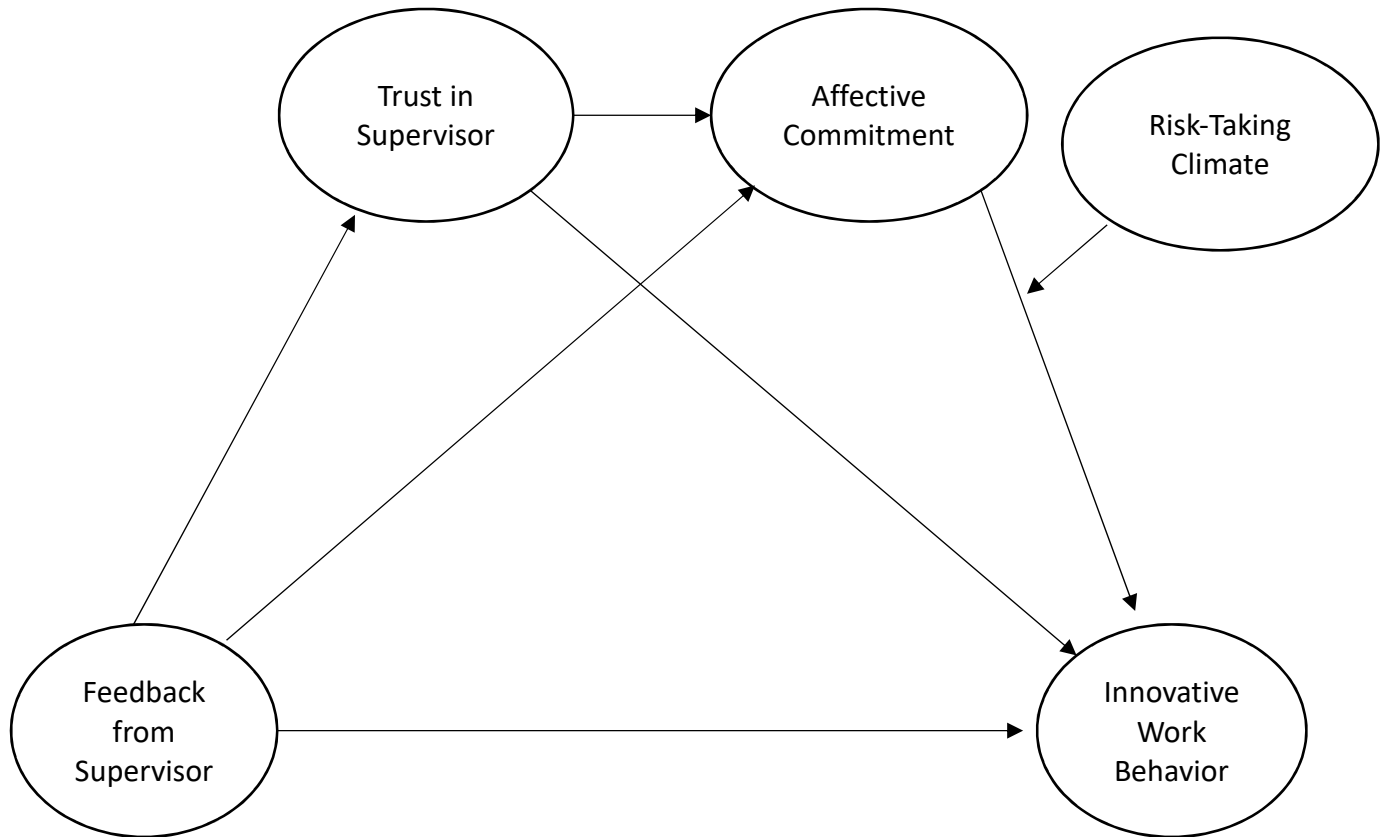 Trust in
Supervisor
Affective
Commitment
Risk-Taking
Climate
Feedback
from
Supervisor
Innovative
Work
Behavior